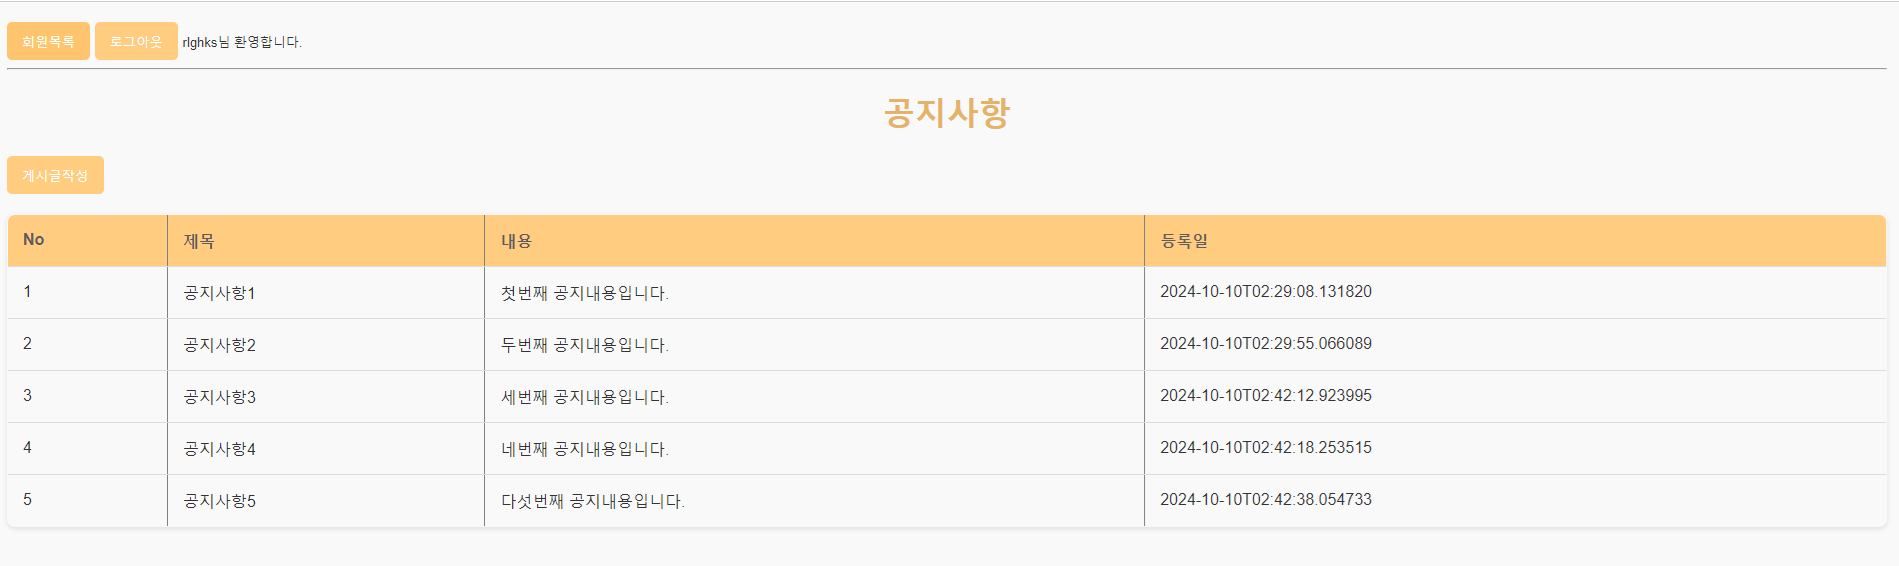 회원목록 로그아웃 rlghks님 환영합니다.
공지사항
게시글작성
No 제목 내용 등록일
1 공지사항1 첫번째 공지내용입니다. 2024-10-10T02:29:08.131820
2 공지사항2 두번째 공지내용입니다. 2024-10-10T02:29:55.066089
3 공지사항3 세번째 공지내용입니다. 2024-10-10T02:42:12.923995
4 공지사항4 네번째 공지내용입니다. 2024-10-10T02:42:18.253515
5 공지사항5 다섯번째 공지내용입니다. 2024-10-10T02:42:38.054733